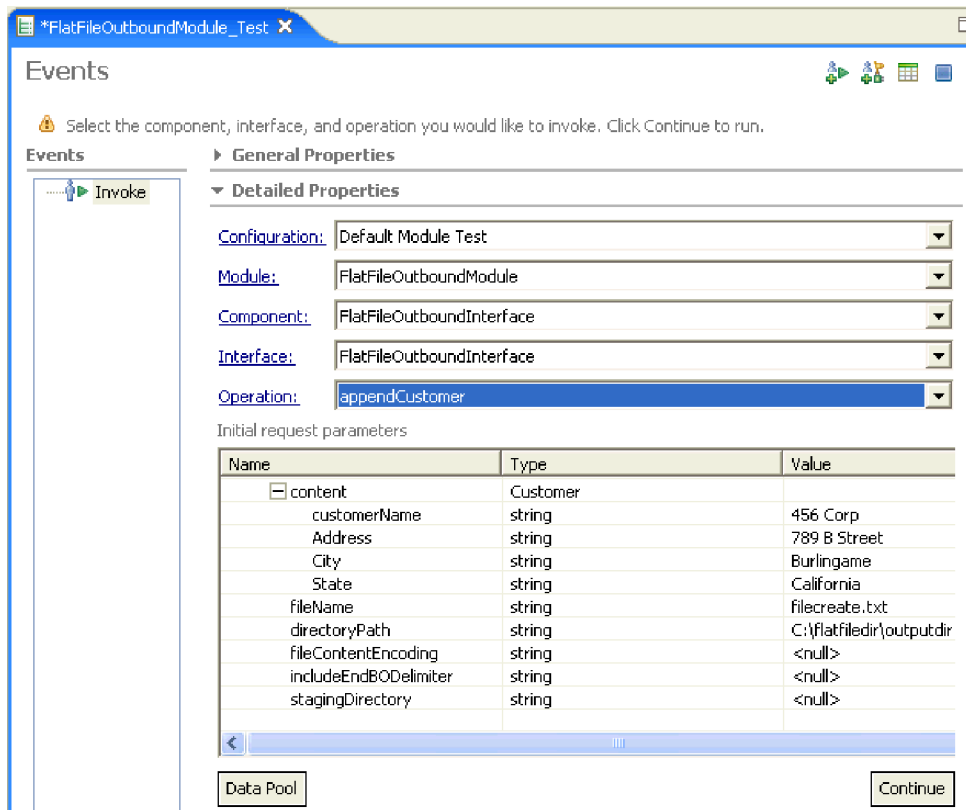 *FlatFileOutboundModule_Test
Events
Select the component, interface, and operation you would like to invoke. Click Continue to run.
Events
General Properties
Invoke
Detailed Properties
Configuration: Default Module Test
Module: FlatFileOutboundModule
Component: FlatFileOutboundInterface
Interface: FlatFileOutboundInterface
Operation: appendCustomer
Initial request parameters
Name Type Value
content Customer
customerName string 456 Corp
Address string 789 B Street
City string Burlingame
State string California
fileName string filecreate.txt
directoryPath string C:\flatfiledir\outputdir
fileContentEncoding string <null>
includeEndBODelimiter string <null>
stagingDirectory string <null>
Data Pool Continue